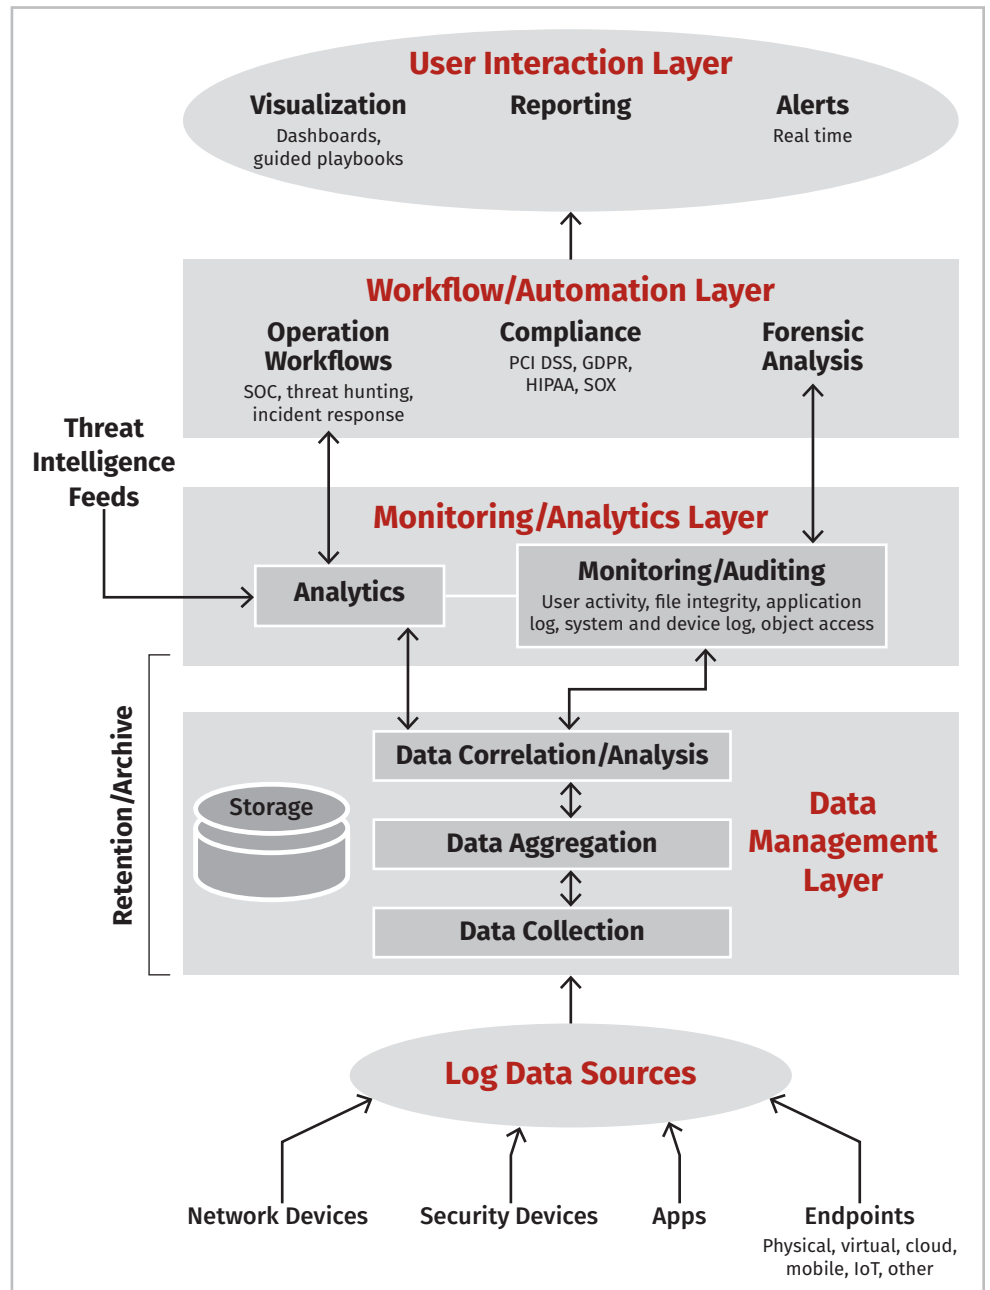 User Interaction Layer
Visualization
Dashboards,
guided playbooks
Reporting
Alerts
Real time
Workflow/Automation Layer
Operation
Workflows
SOC, threat hunting,
incident response
Compliance
PCI DSS, GDPR,
HIPAA, SOX
Forensic
Analysis
Threat
Intelligence
Feeds
Monitoring/Analytics Layer
Analytics
Monitoring/Auditing
User activity, file integrity, application
log, system and device log, object access
Retention/Archive
Storage
Data Correlation/Analysis
Data Aggregation
Data Collection
Data
Management
Layer
Log Data Sources
Network Devices
Security Devices
Apps
Endpoints
Physical, virtual, cloud,
mobile, IoT, other